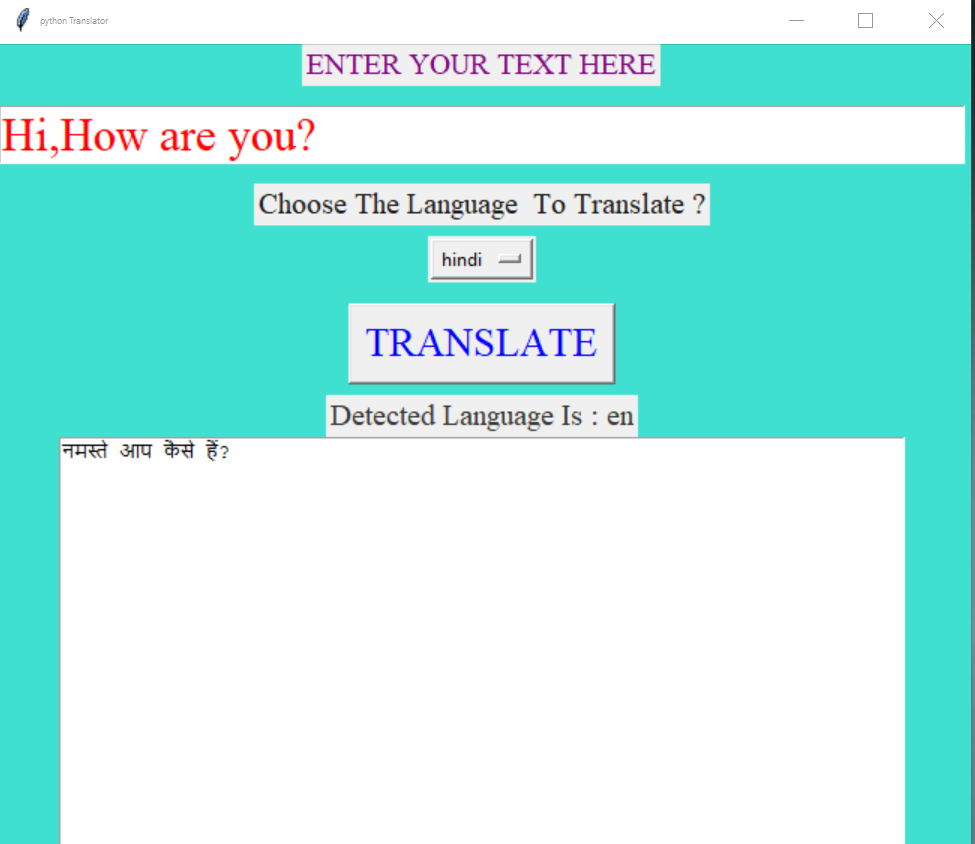 python Translator
ENTER YOUR TEXT HERE
Hi,How are you?
Choose The Language  To Translate ?
hindi
TRANSLATE
Detected Language Is : en
नमस्ते आप कैसे हैं?